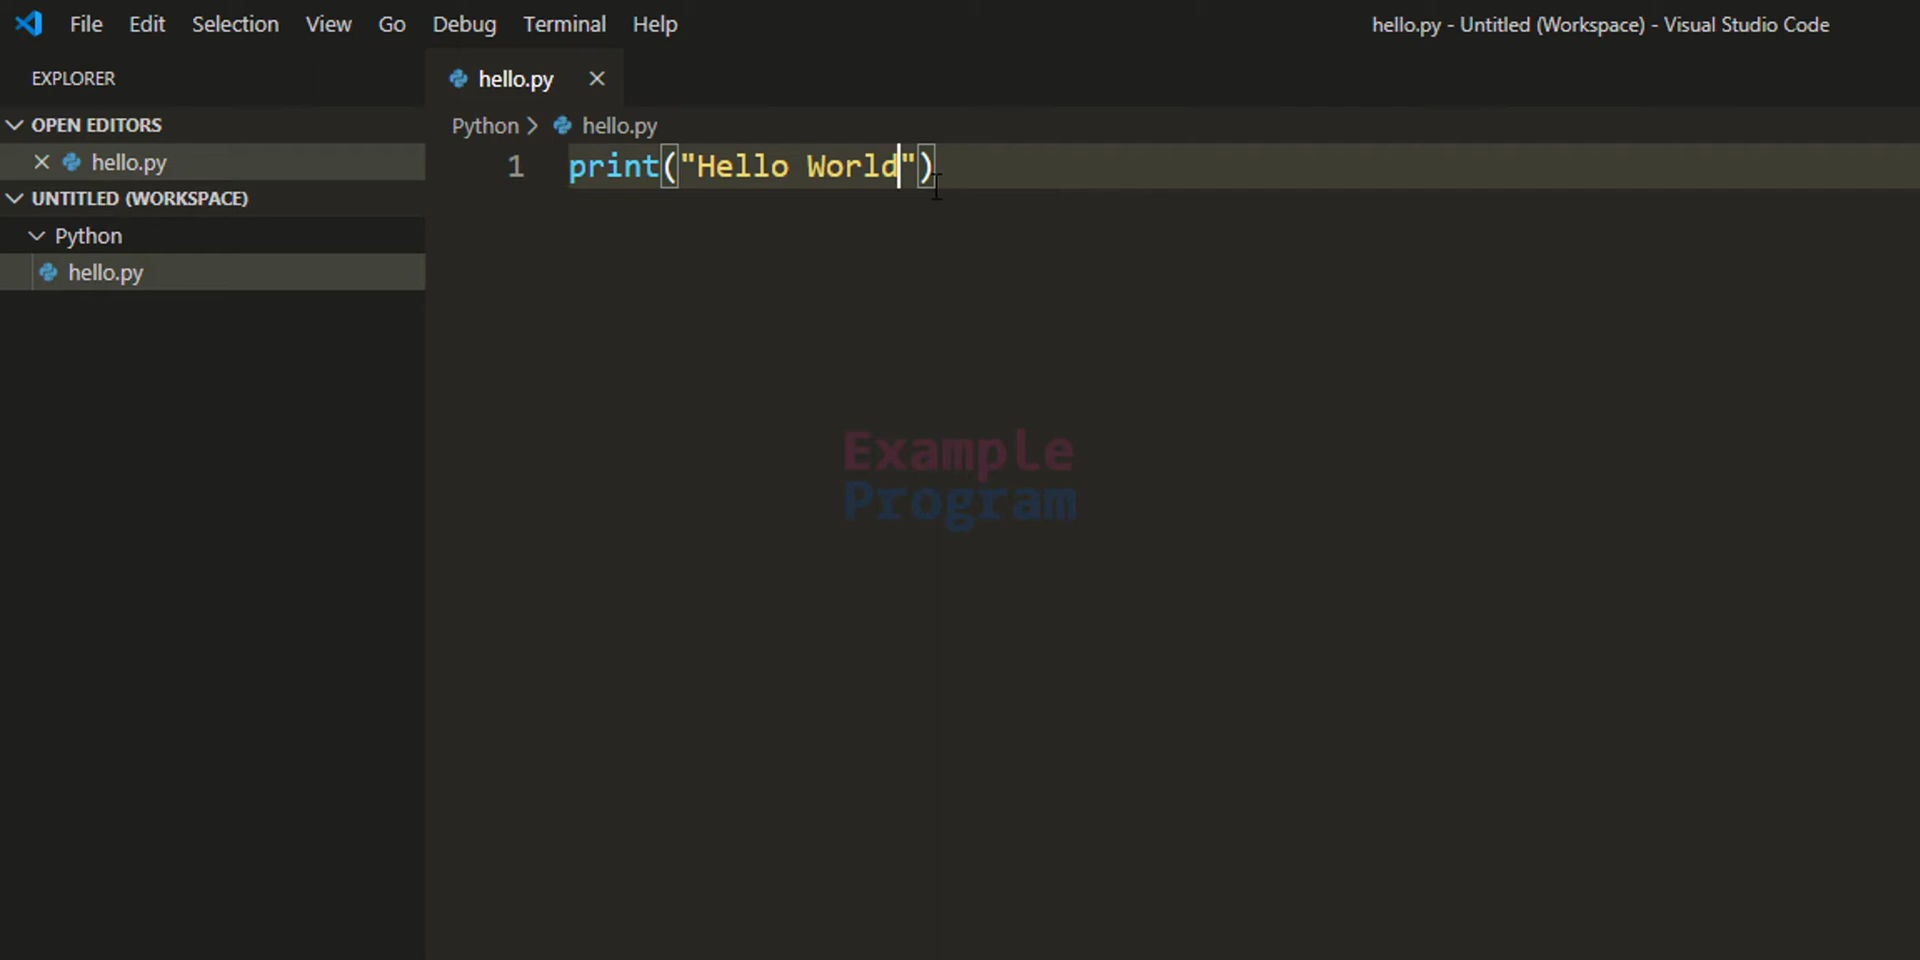 File Edit Selection View Go Debug Terminal Help
hello.py - Untitled (Workspace) - Visual Studio Code
EXPLORER
OPEN EDITORS
hello.py
UNTITLED (WORKSPACE)
Python
hello.py
hello.py
Python > hello.py
1 print("Hello World")
Example
Program